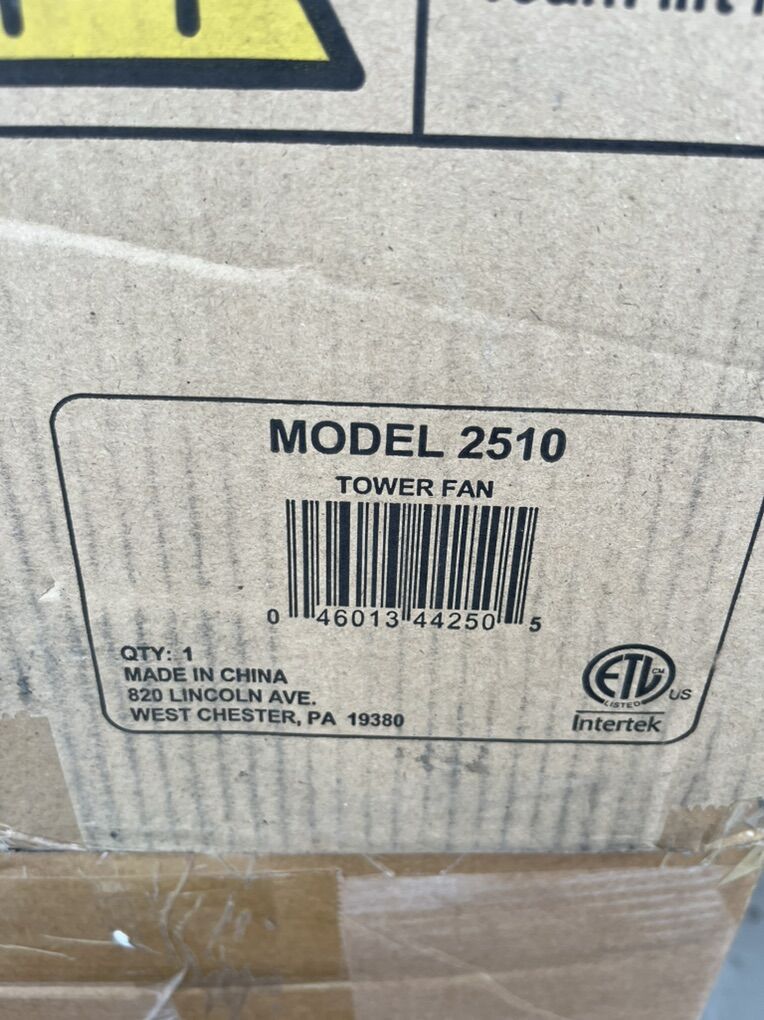 MODEL 2510
TOWER FAN
0 46013 44250 5
QTY: 1
MADE IN CHINA
820 LINCOLN AVE.
WEST CHESTER, PA 19380
ETL CM
LISTED US
Intertek